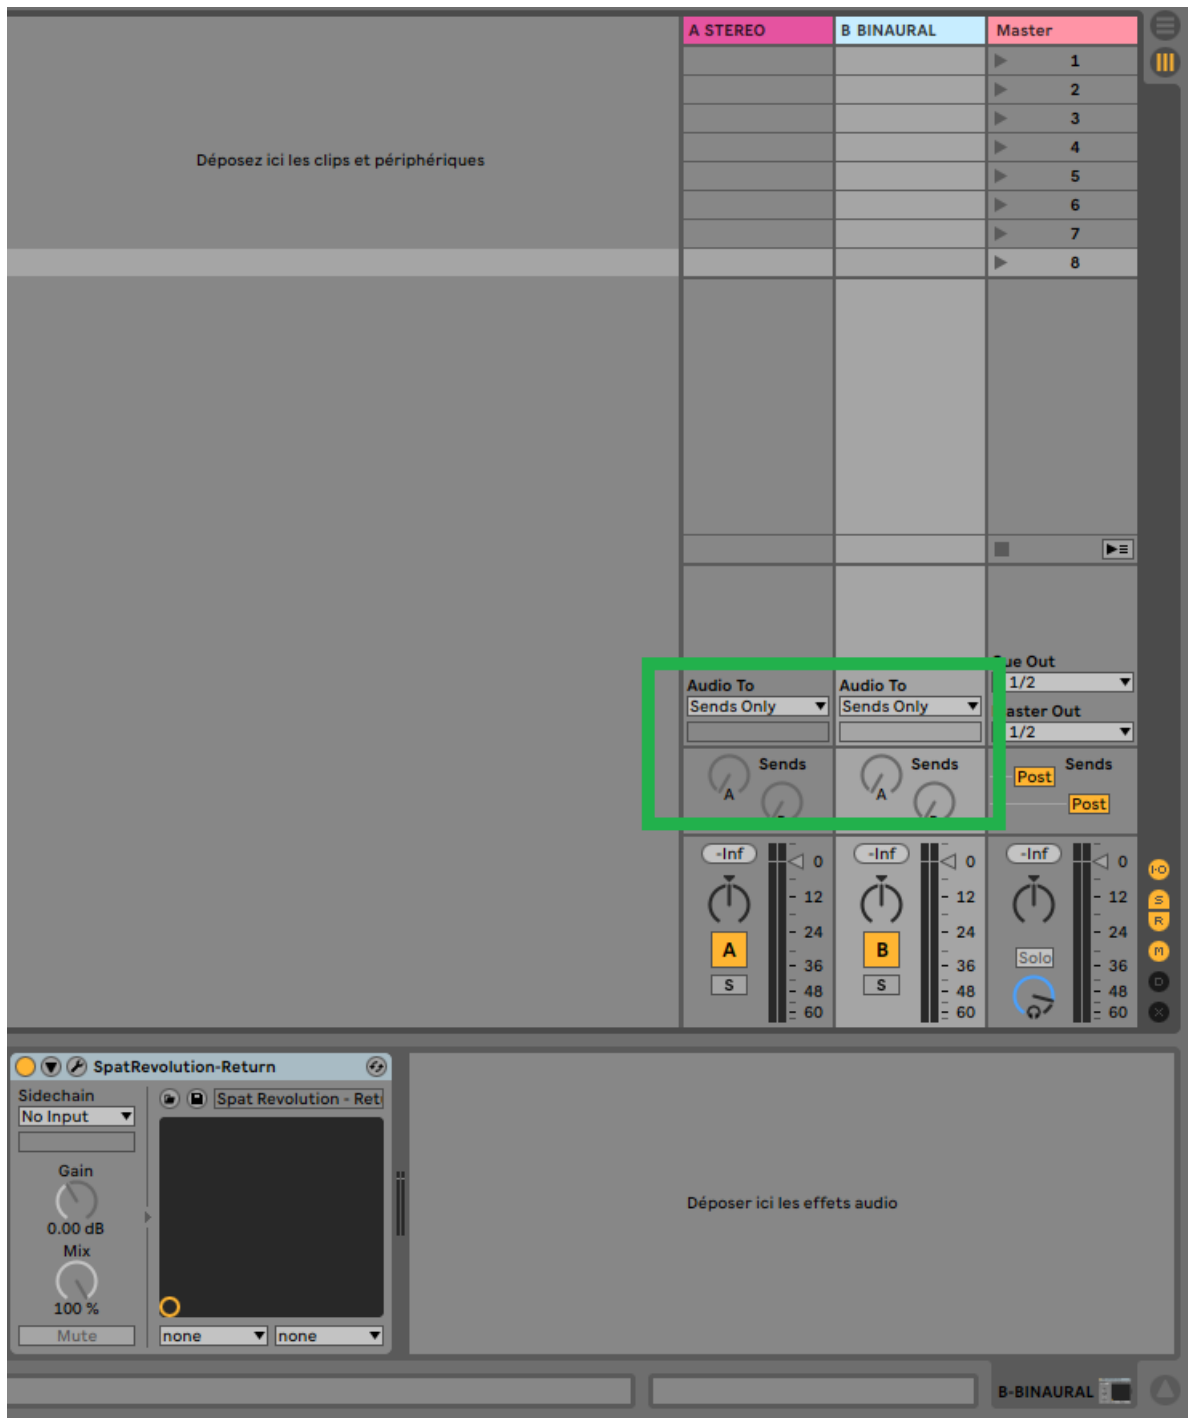 A STEREO
B BINAURAL
Master
1
2
3
4
5
6
7
8
Déposez ici les clips et périphériques
Audio To
Sends Only
Audio To
Sends Only
1/2
Out
1/2
Sends
A
Sends
A
Sends
Post
Post
-Inf
0
12
24
36
48
60
A
S
-Inf
0
12
24
36
48
60
B
S
-Inf
0
12
24
36
48
60
Solo
I·O
S
R
M
D
X
SpatRevolution-Return
Sidechain
No Input
Gain
0.00 dB
Mix
100 %
Mute
Spat Revolution - Ret
none
none
Déposer ici les effets audio
B-BINAURAL